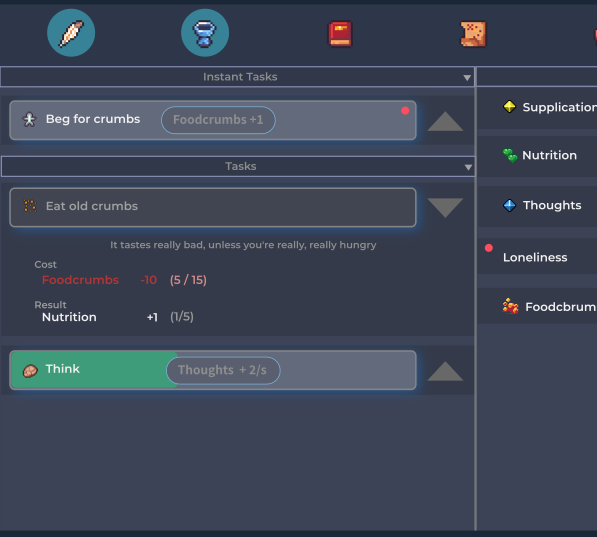 Instant Tasks
Beg for crumbs Foodcrumbs +1
Tasks
Eat old crumbs
It tastes really bad, unless you're really, really hungry
Cost
Foodcrumbs -10 (5 / 15)
Result
Nutrition +1 (1/5)
Think Thoughts + 2/s
Supplication
Nutrition
Thoughts
Loneliness
Foodcbrum